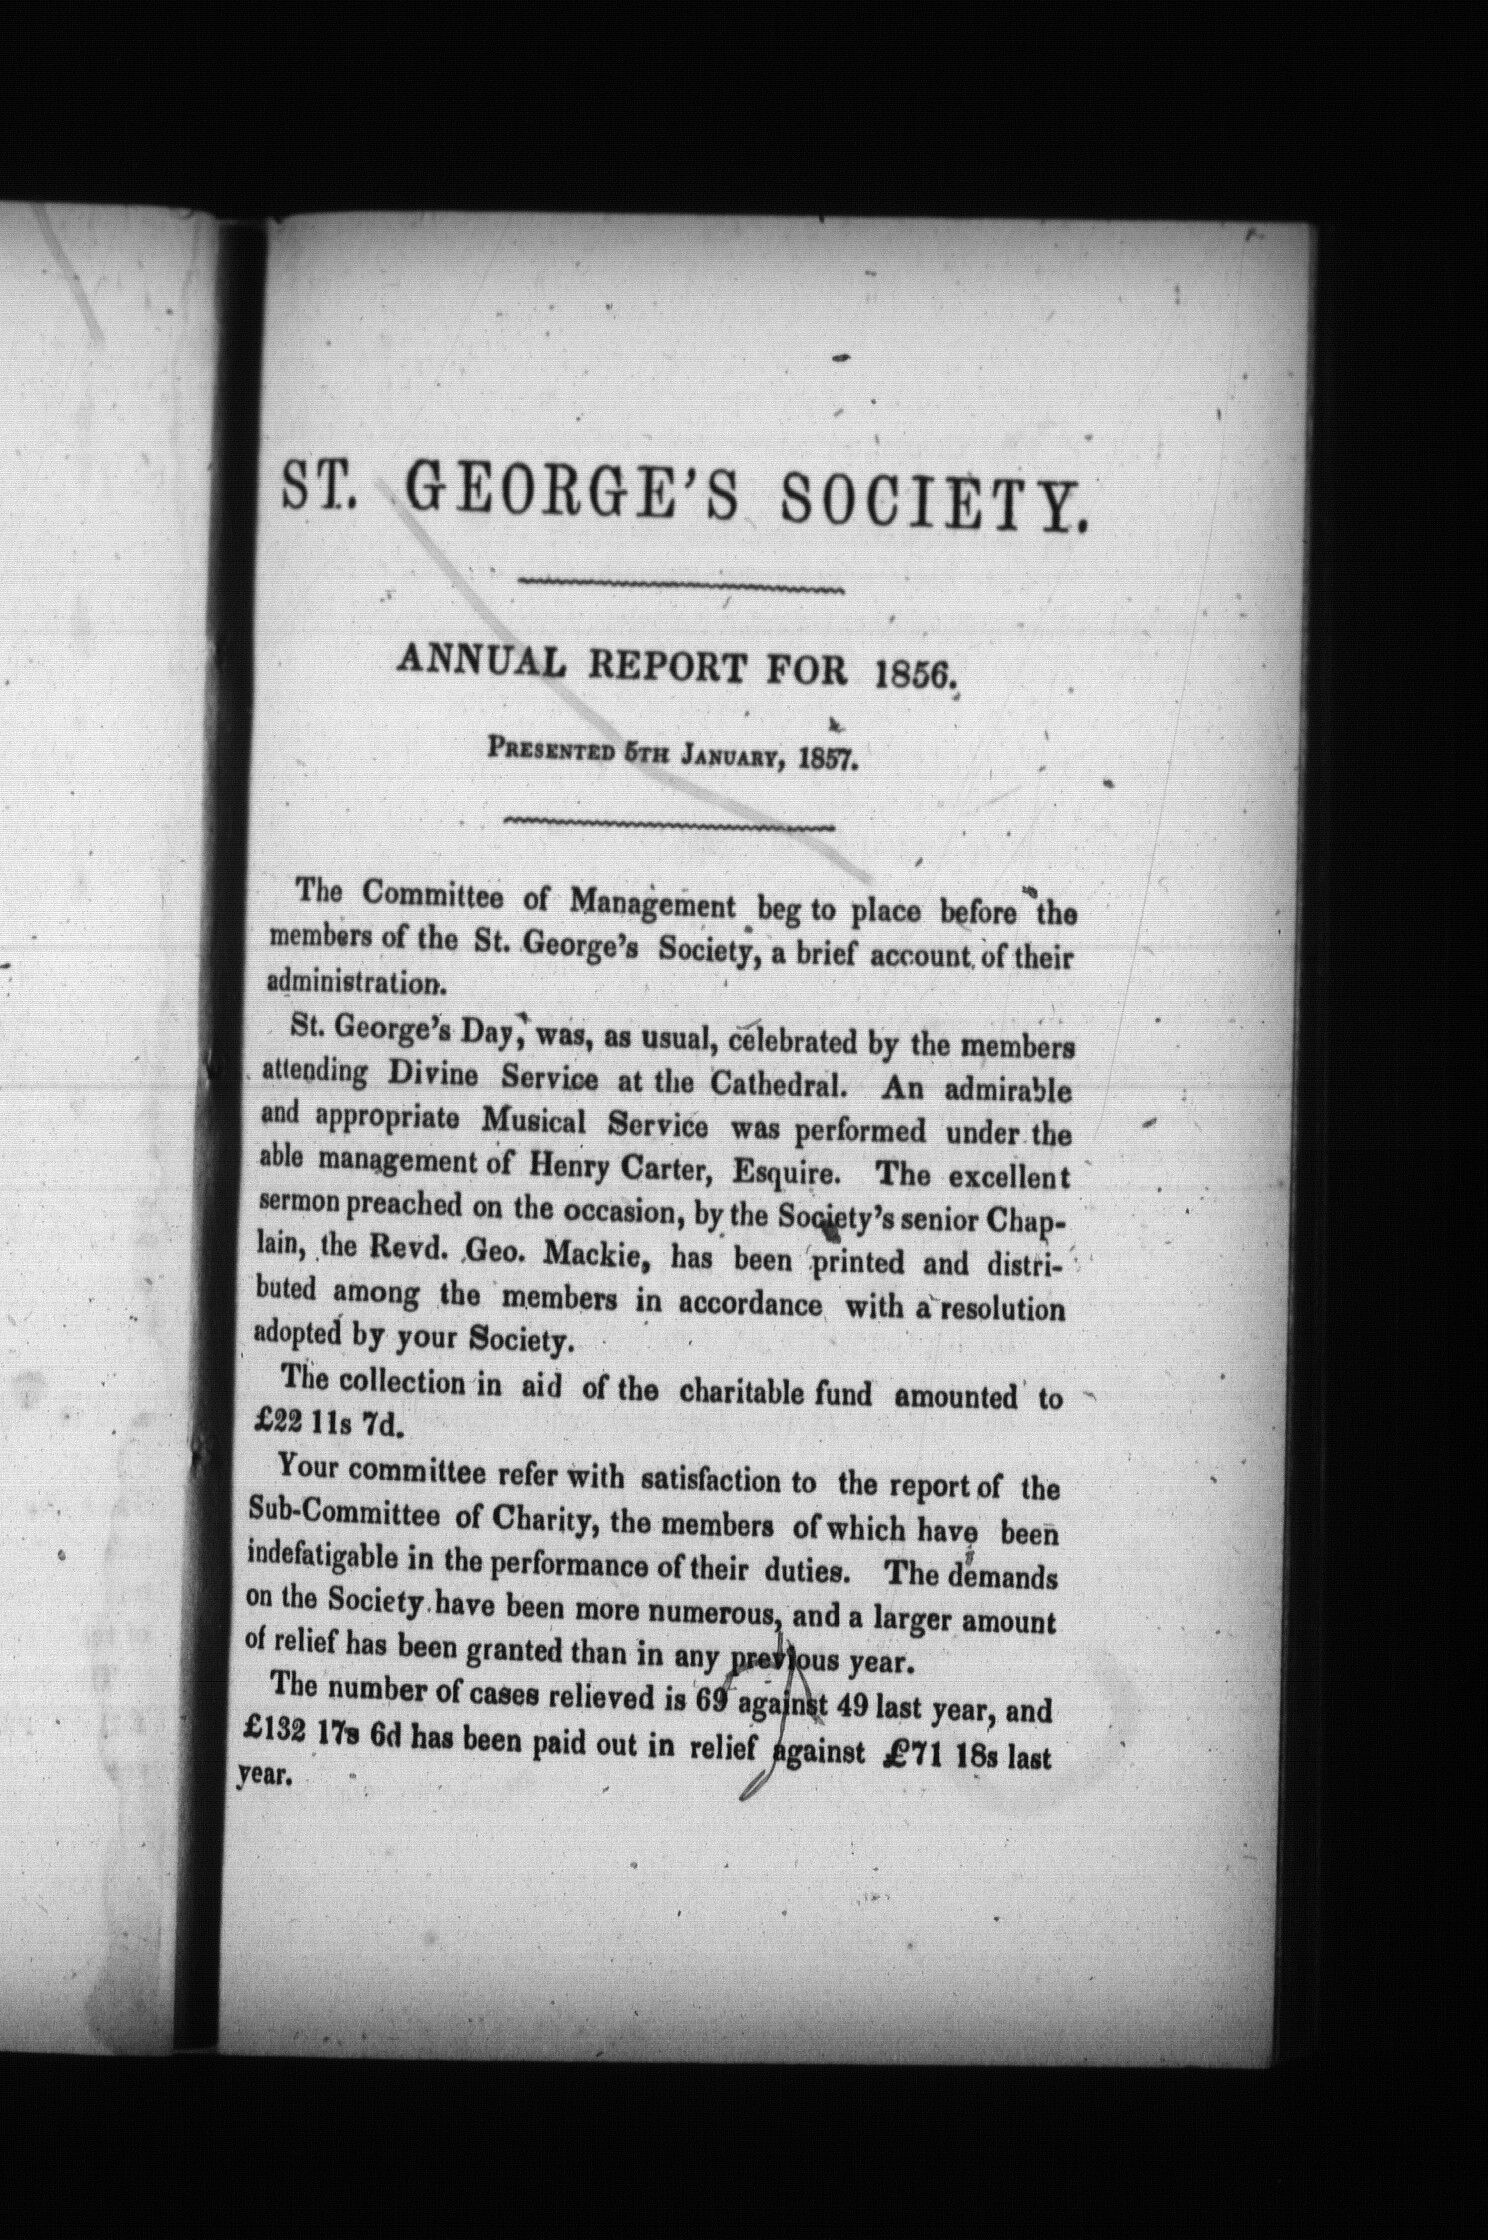 ST. GEORGE'S SOCIETY.
ANNUAL REPORT FOR 1856.
PRESENTED 5TH JANUARY, 1857.
The Committee of Management beg to place before the
members of the St. George's Society, a brief account of their
administration.
St. George's Day, was, as usual, celebrated by the members
attending Divine Service at the Cathedral. An admirable
and appropriate Musical Service was performed under the
able management of Henry Carter, Esquire. The excellent
sermon preached on the occasion, by the Society's senior Chap-
lain, the Revd. Geo. Mackie, has been printed and distri-
buted among the members in accordance with a resolution
adopted by your Society.
The collection in aid of the charitable fund amounted to
£22 11s 7d.
Your committee refer with satisfaction to the report of the
Sub-Committee of Charity, the members of which have been
indefatigable in the performance of their duties. The demands
on the Society have been more numerous, and a larger amount
of relief has been granted than in any previous year.
The number of cases relieved is 69 against 49 last year, and
£132 17s 6d has been paid out in relief against £71 18s last
year.